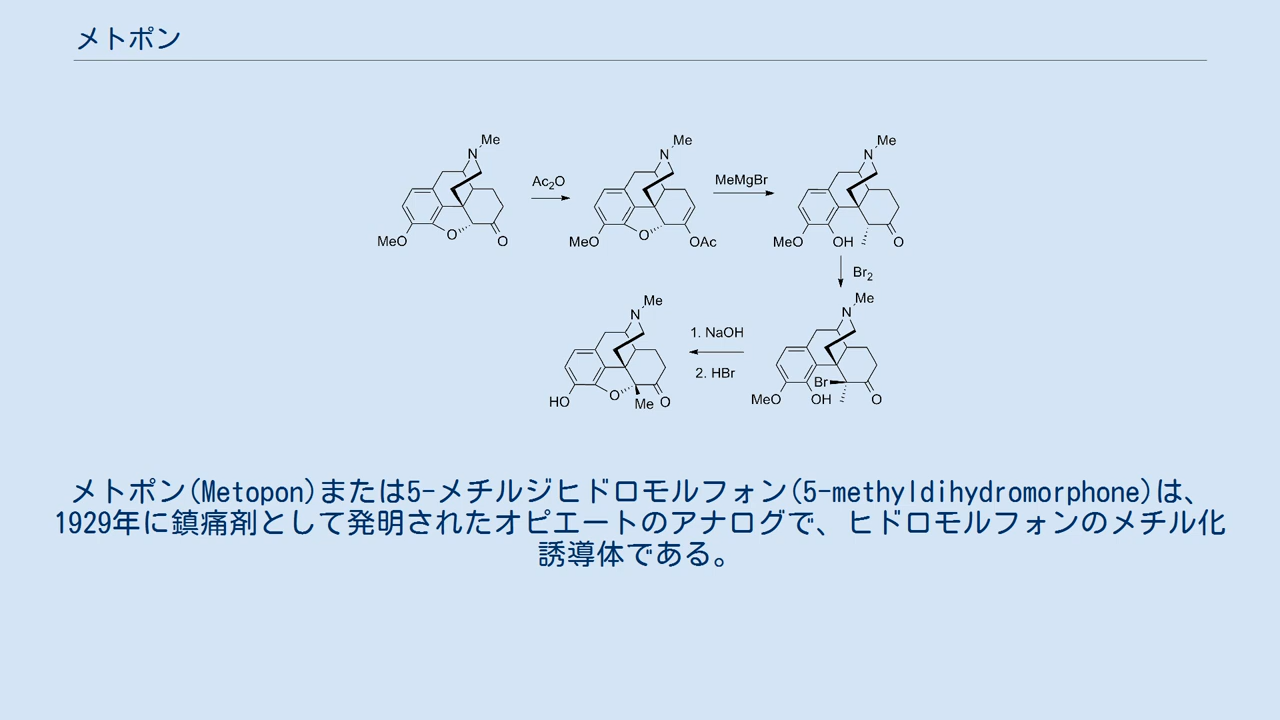 メトポン
N Me
MeO O O
Ac2O
N Me
MeO O OAc
MeMgBr
N Me
MeO OH O
Br2
N Me
Br
MeO OH O
1. NaOH
2. HBr
N Me
HO O Me O
メトポン(Metopon)または5-メチルジヒドロモルフォン(5-methyldihydromorphone)は、
1929年に鎮痛剤として発明されたオピエートのアナログで、ヒドロモルフォンのメチル化
誘導体である。